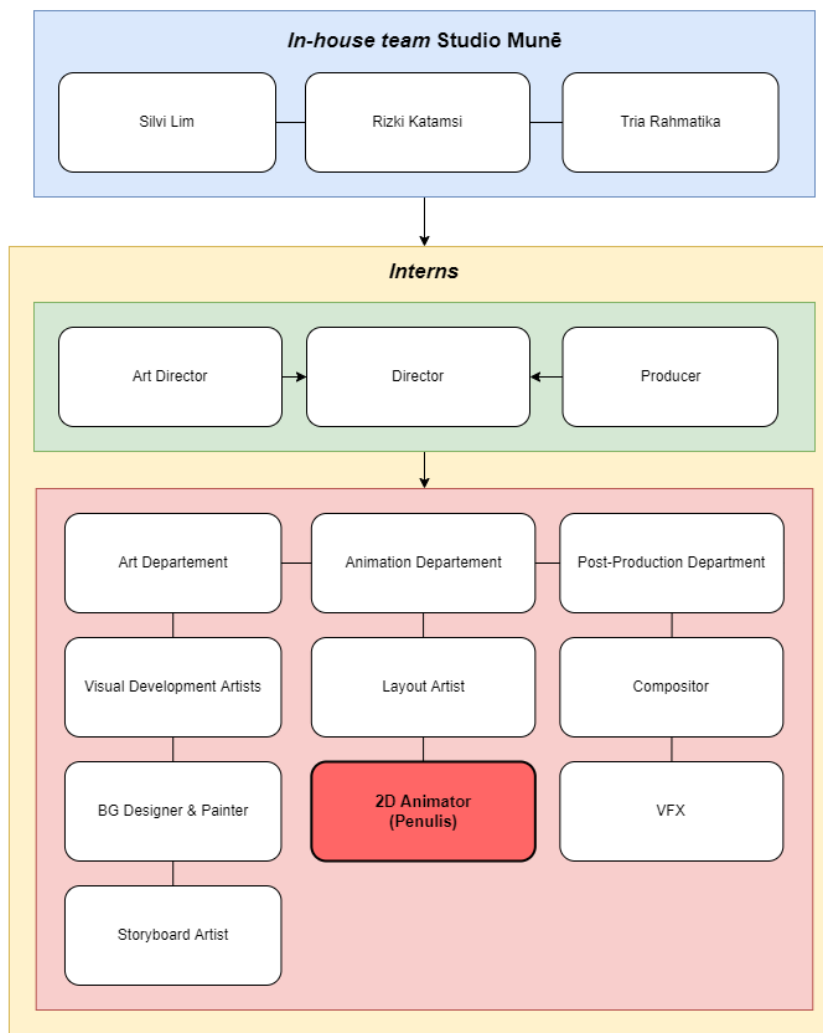 In-house team Studio Munē
Silvi Lim
Rizki Katamsi
Tria Rahmatika
Interns
Art Director
Director
Producer
Art Departement
Animation Departement
Post-Production Department
Visual Development Artists
Layout Artist
Compositor
BG Designer & Painter
2D Animator
(Penulis)
VFX
Storyboard Artist